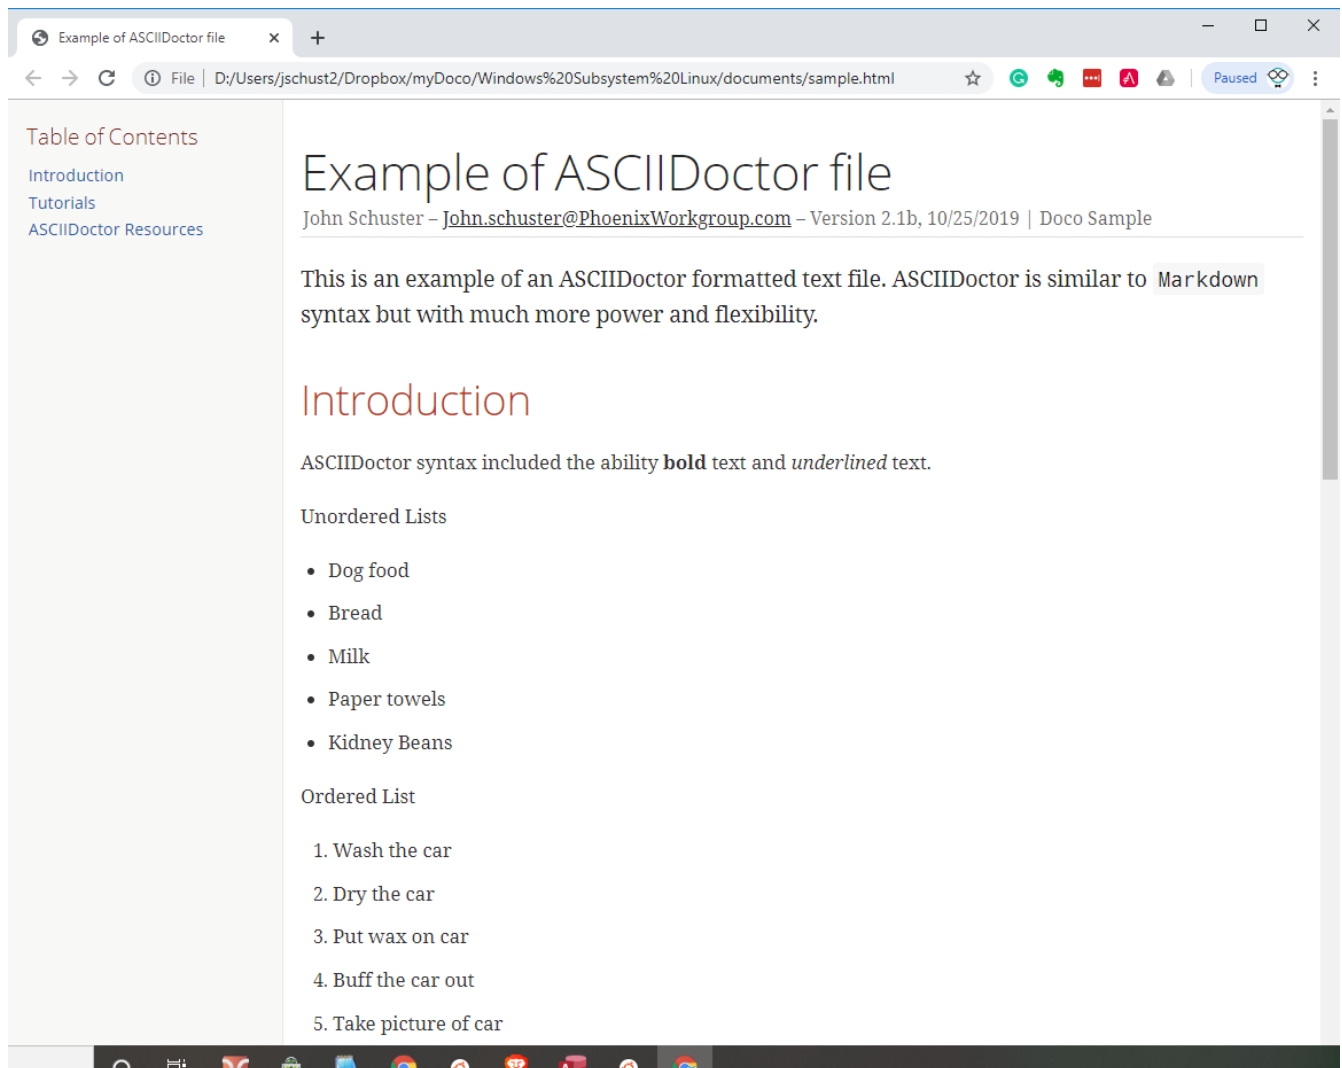 Example of ASCIIDoctor file
File | D:/Users/jschust2/Dropbox/myDoco/Windows%20Subsystem%20Linux/documents/sample.html
Paused
Table of Contents
Introduction
Tutorials
ASCIIDoctor Resources
Example of ASCIIDoctor file
John Schuster – John.schuster@PhoenixWorkgroup.com – Version 2.1b, 10/25/2019 | Doco Sample
This is an example of an ASCIIDoctor formatted text file. ASCIIDoctor is similar to Markdown
syntax but with much more power and flexibility.
Introduction
ASCIIDoctor syntax included the ability bold text and underlined text.
Unordered Lists
• Dog food
• Bread
• Milk
• Paper towels
• Kidney Beans
Ordered List
1. Wash the car
2. Dry the car
3. Put wax on car
4. Buff the car out
5. Take picture of car